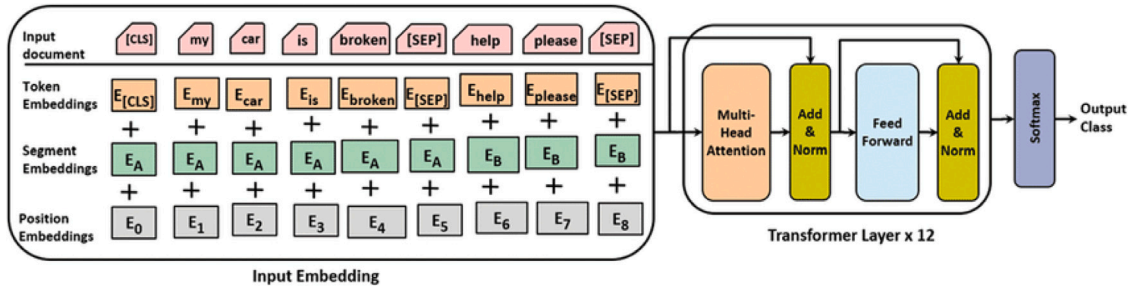 Input document [CLS] my car is broken [SEP] help please [SEP]
Token Embeddings E[CLS] Emy Ecar Eis Ebroken E[SEP] Ehelp Eplease E[SEP]
+ + + + + + + + +
Segment Embeddings EA EA EA EA EA EA EB EB EB
+ + + + + + + + +
Position Embeddings E0 E1 E2 E3 E4 E5 E6 E7 E8
Input Embedding
Multi-Head Attention
Add & Norm
Feed Forward
Add & Norm
Transformer Layer x 12
Softmax
Output Class